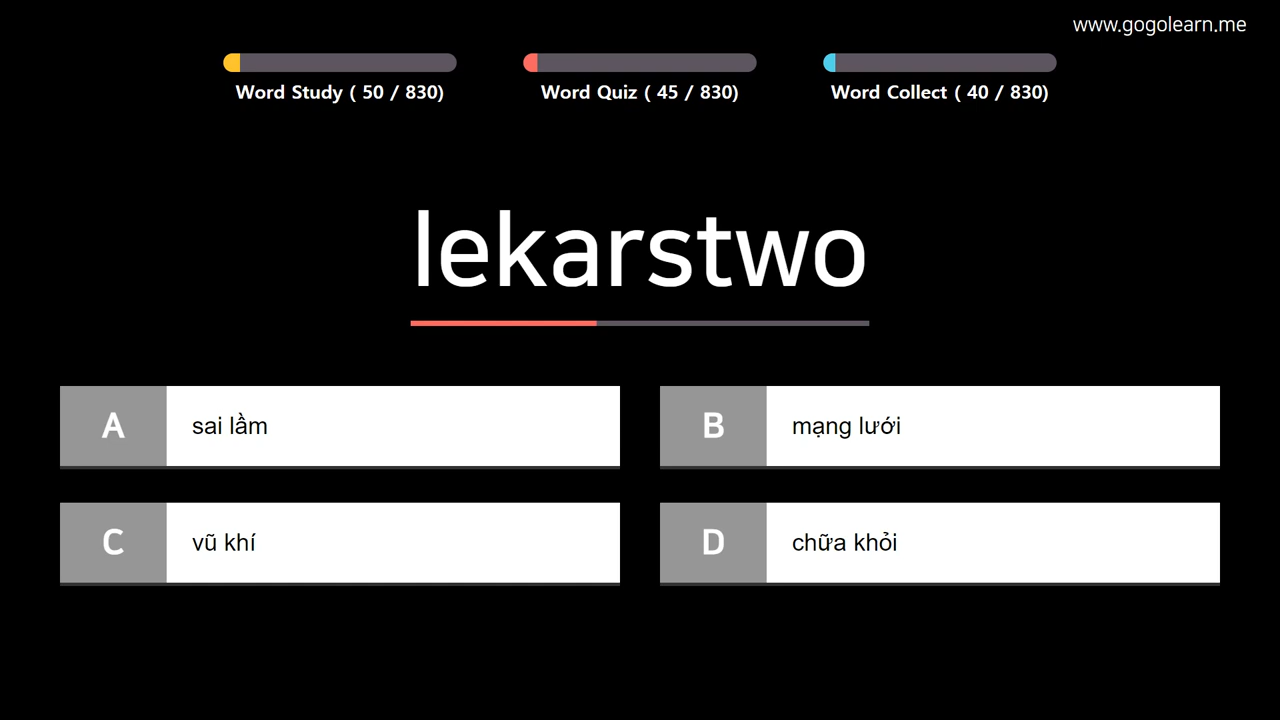 www.gogolearn.me
Word Study ( 50 / 830)
Word Quiz ( 45 / 830)
Word Collect ( 40 / 830)
lekarstwo
A sai lầm
B mạng lưới
C vũ khí
D chữa khỏi